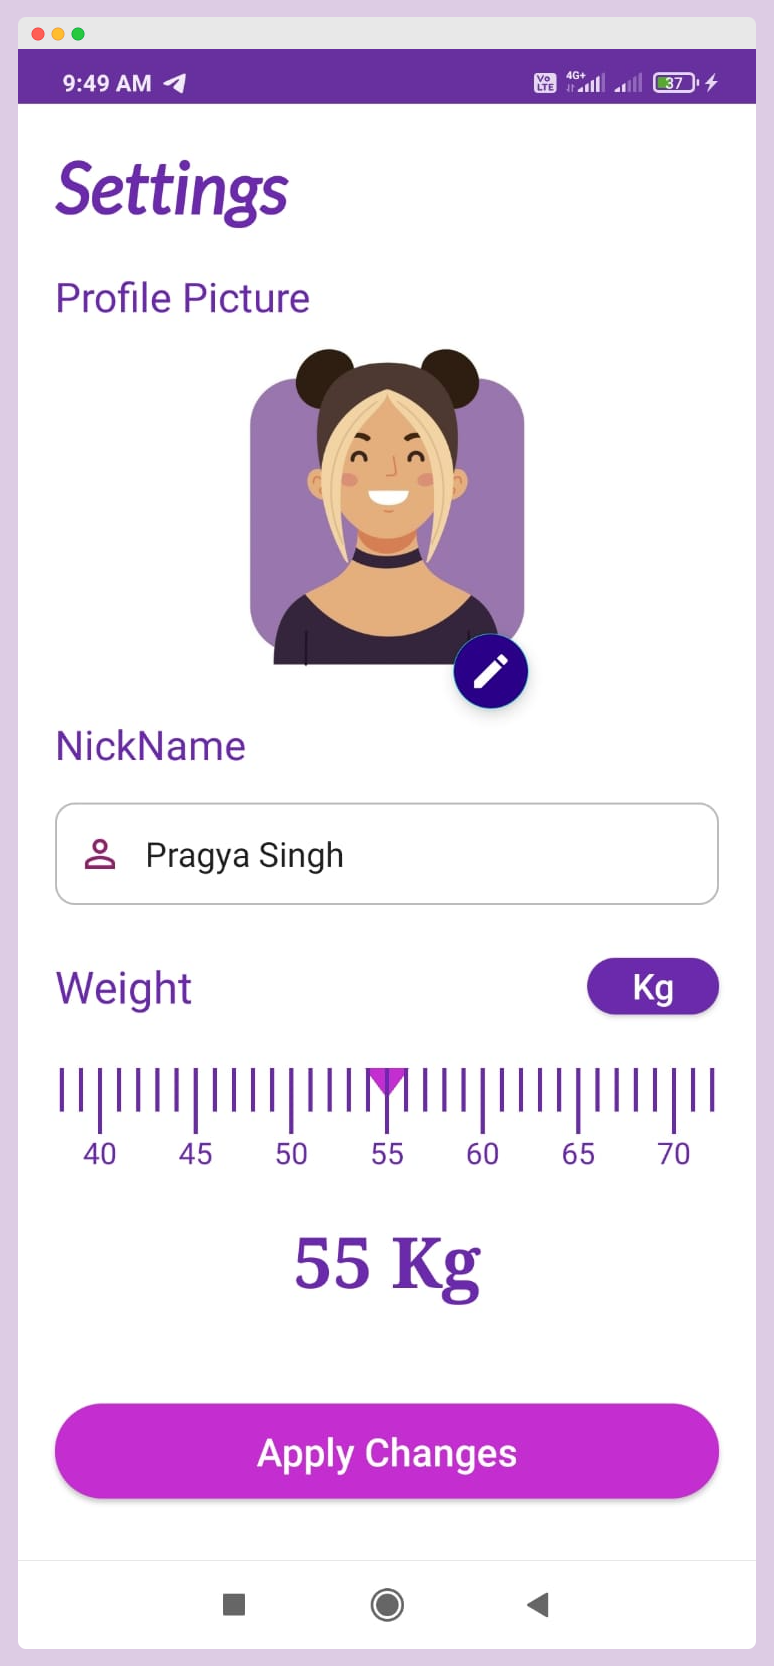 9:49 AM
Vo LTE 4G+ 37
Settings
Profile Picture
NickName
Pragya Singh
Weight
Kg
40 45 50 55 60 65 70
55 Kg
Apply Changes